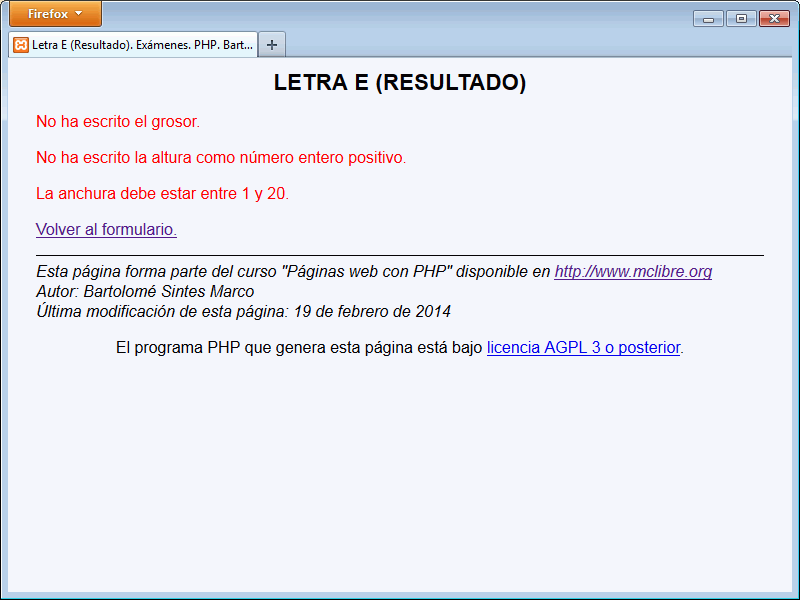 Firefox
Letra E (Resultado). Exámenes. PHP. Bart...
LETRA E (RESULTADO)
No ha escrito el grosor.
No ha escrito la altura como número entero positivo.
La anchura debe estar entre 1 y 20.
Volver al formulario.
Esta página forma parte del curso "Páginas web con PHP" disponible en http://www.mclibre.org
Autor: Bartolomé Sintes Marco
Última modificación de esta página: 19 de febrero de 2014
El programa PHP que genera esta página está bajo licencia AGPL 3 o posterior.